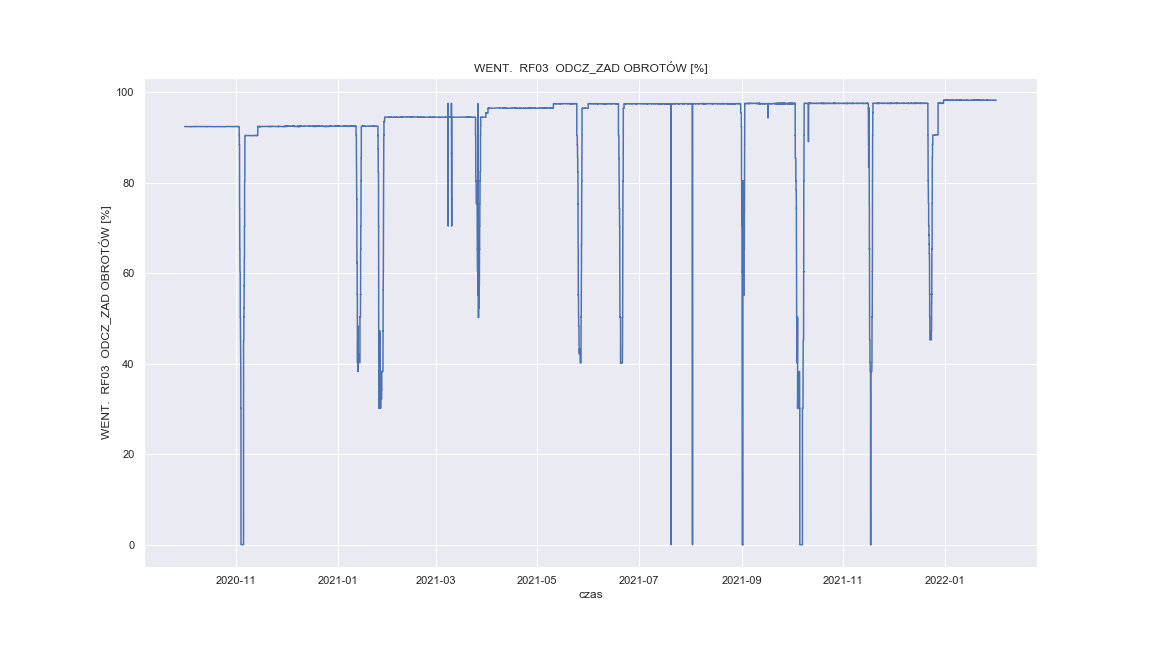 WENT.  RF03  ODCZ_ZAD OBROTÓW [%]
WENT.  RF03  ODCZ_ZAD OBROTÓW [%]
100
80
60
40
20
0
2020-11 2021-01 2021-03 2021-05 2021-07 2021-09 2021-11 2022-01
czas